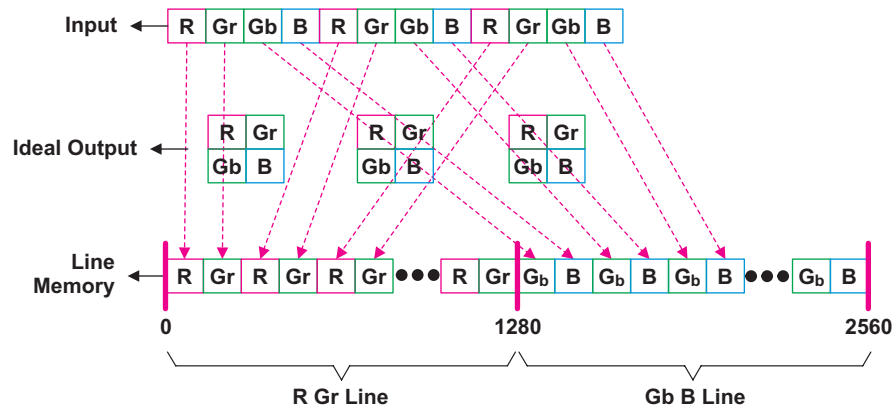 Input R Gr Gb B R Gr Gb B R Gr Gb B
R Gr R Gr R Gr
Ideal Output
Gb B Gb B Gb B
Line
Memory
R Gr R Gr R Gr ●●● R Gr Gb B Gb B Gb B ●●● Gb B
0 1280 2560
R Gr Line Gb B Line